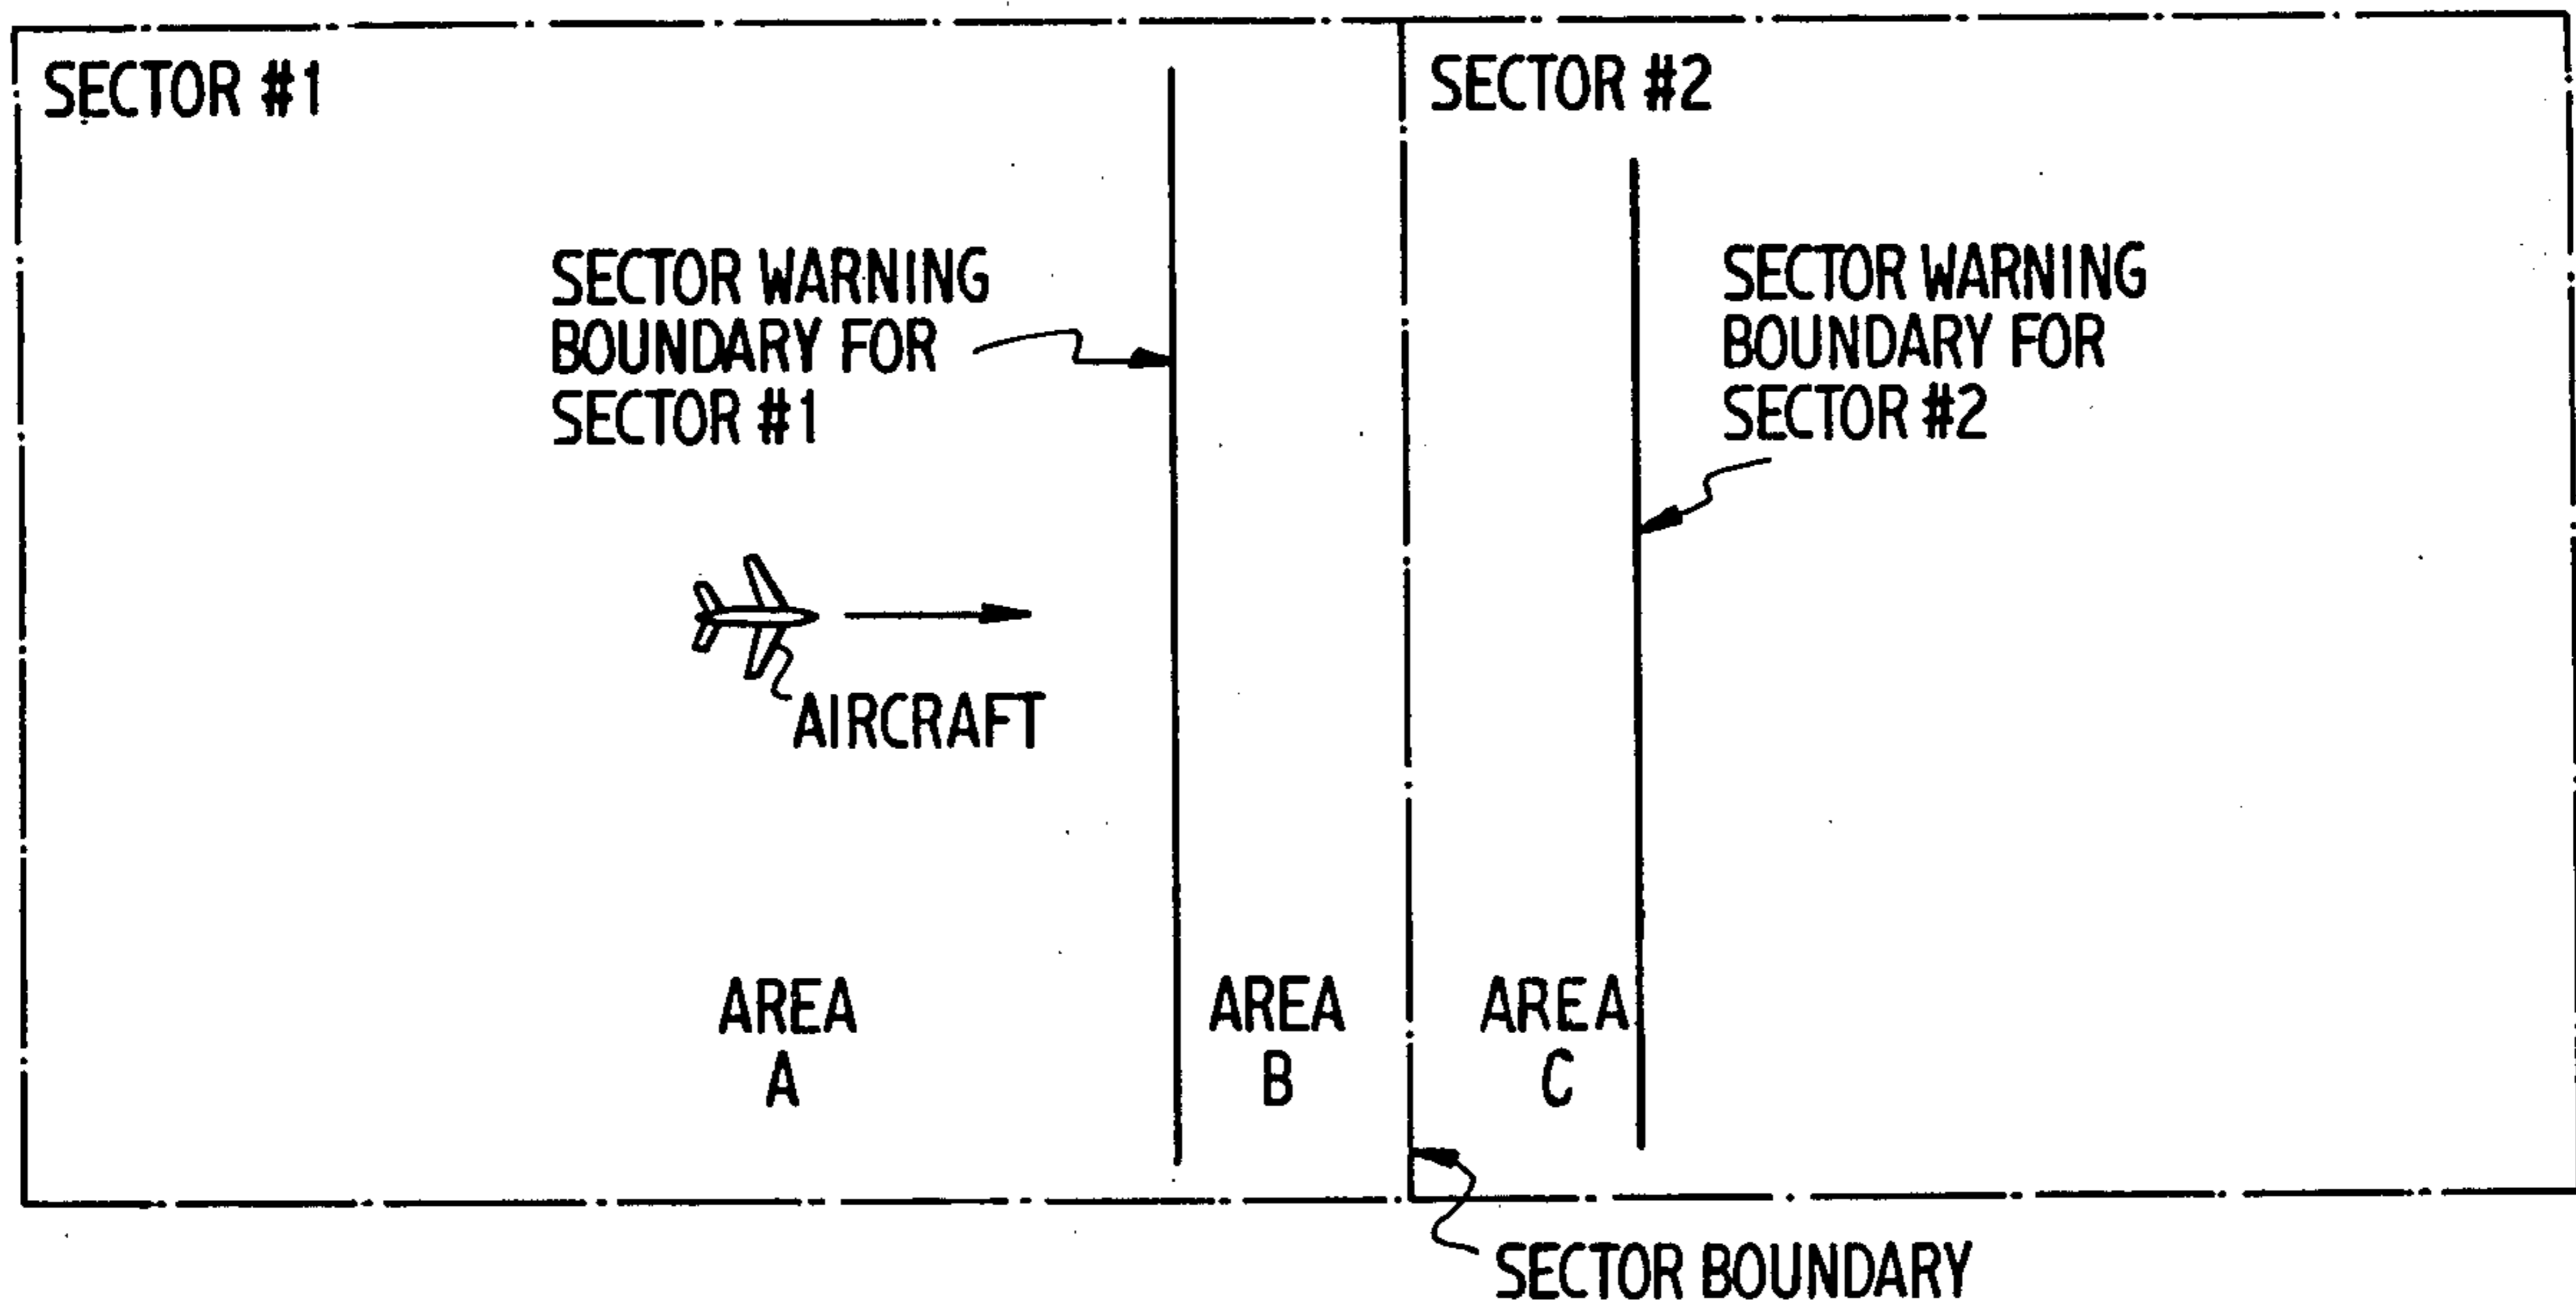 SECTOR #1
SECTOR #2
SECTOR WARNING
BOUNDARY FOR
SECTOR #1
SECTOR WARNING
BOUNDARY FOR
SECTOR #2
AIRCRAFT
AREA
A
AREA
B
AREA
C
SECTOR BOUNDARY